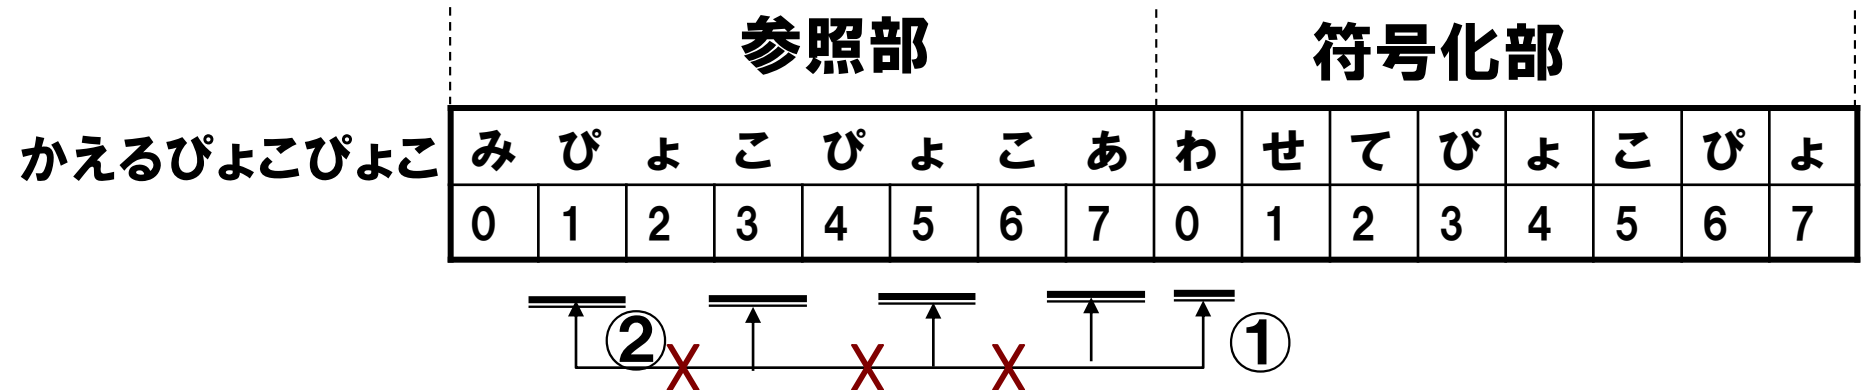 参照部 符号化部
かえるぴょこぴょこ み ぴ ょ こ ぴ ょ こ あ わ せ て ぴ ょ こ ぴ ょ
0 1 2 3 4 5 6 7 0 1 2 3 4 5 6 7
② ①
X X X